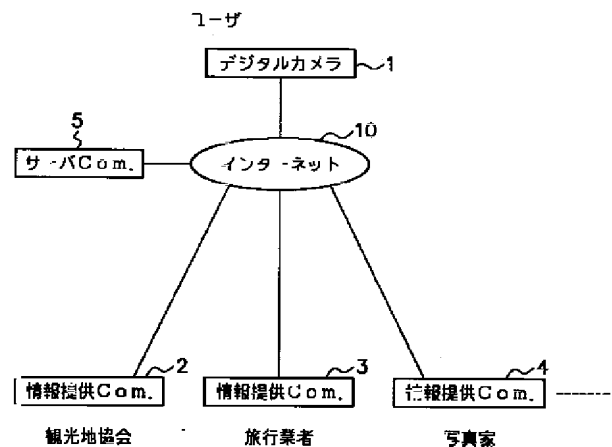 ユーザ
デジタルカメラ 1
5
サーバCom.
10
インターネット
情報提供Com. 2
情報提供Com. 3
情報提供Com. 4
観光地協会
旅行業者
写真家